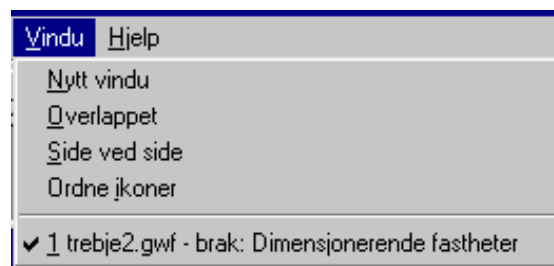 Vindu Hjelp
Nytt vindu
Overlappet
Side ved side
Ordne ikoner
✔ 1 trebje2.gwf - brak: Dimensjonerende fastheter